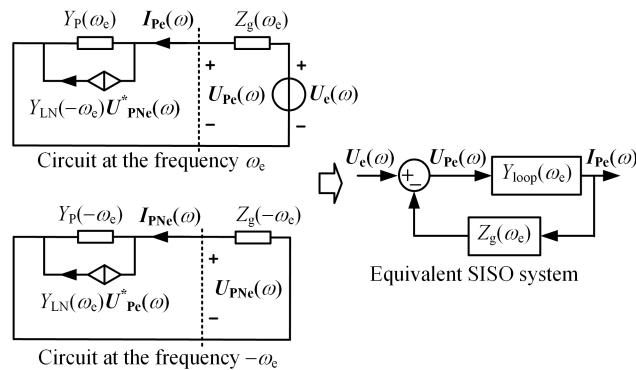 Y_P(ω_e) I_Pe(ω) Z_g(ω_e)
+ +
U_Pe(ω) U_e(ω)
Y_LN(−ω_e)U*_PNe(ω)
− −
Circuit at the frequency ω_e
U_e(ω) U_Pe(ω) I_Pe(ω)
+ − Y_loop(ω_e)
Z_g(ω_e)
Equivalent SISO system
Y_P(−ω_e) I_PNe(ω) Z_g(−ω_e)
+
Y_LN(ω_e)U*_Pe(ω) U_PNe(ω)
−
Circuit at the frequency −ω_e